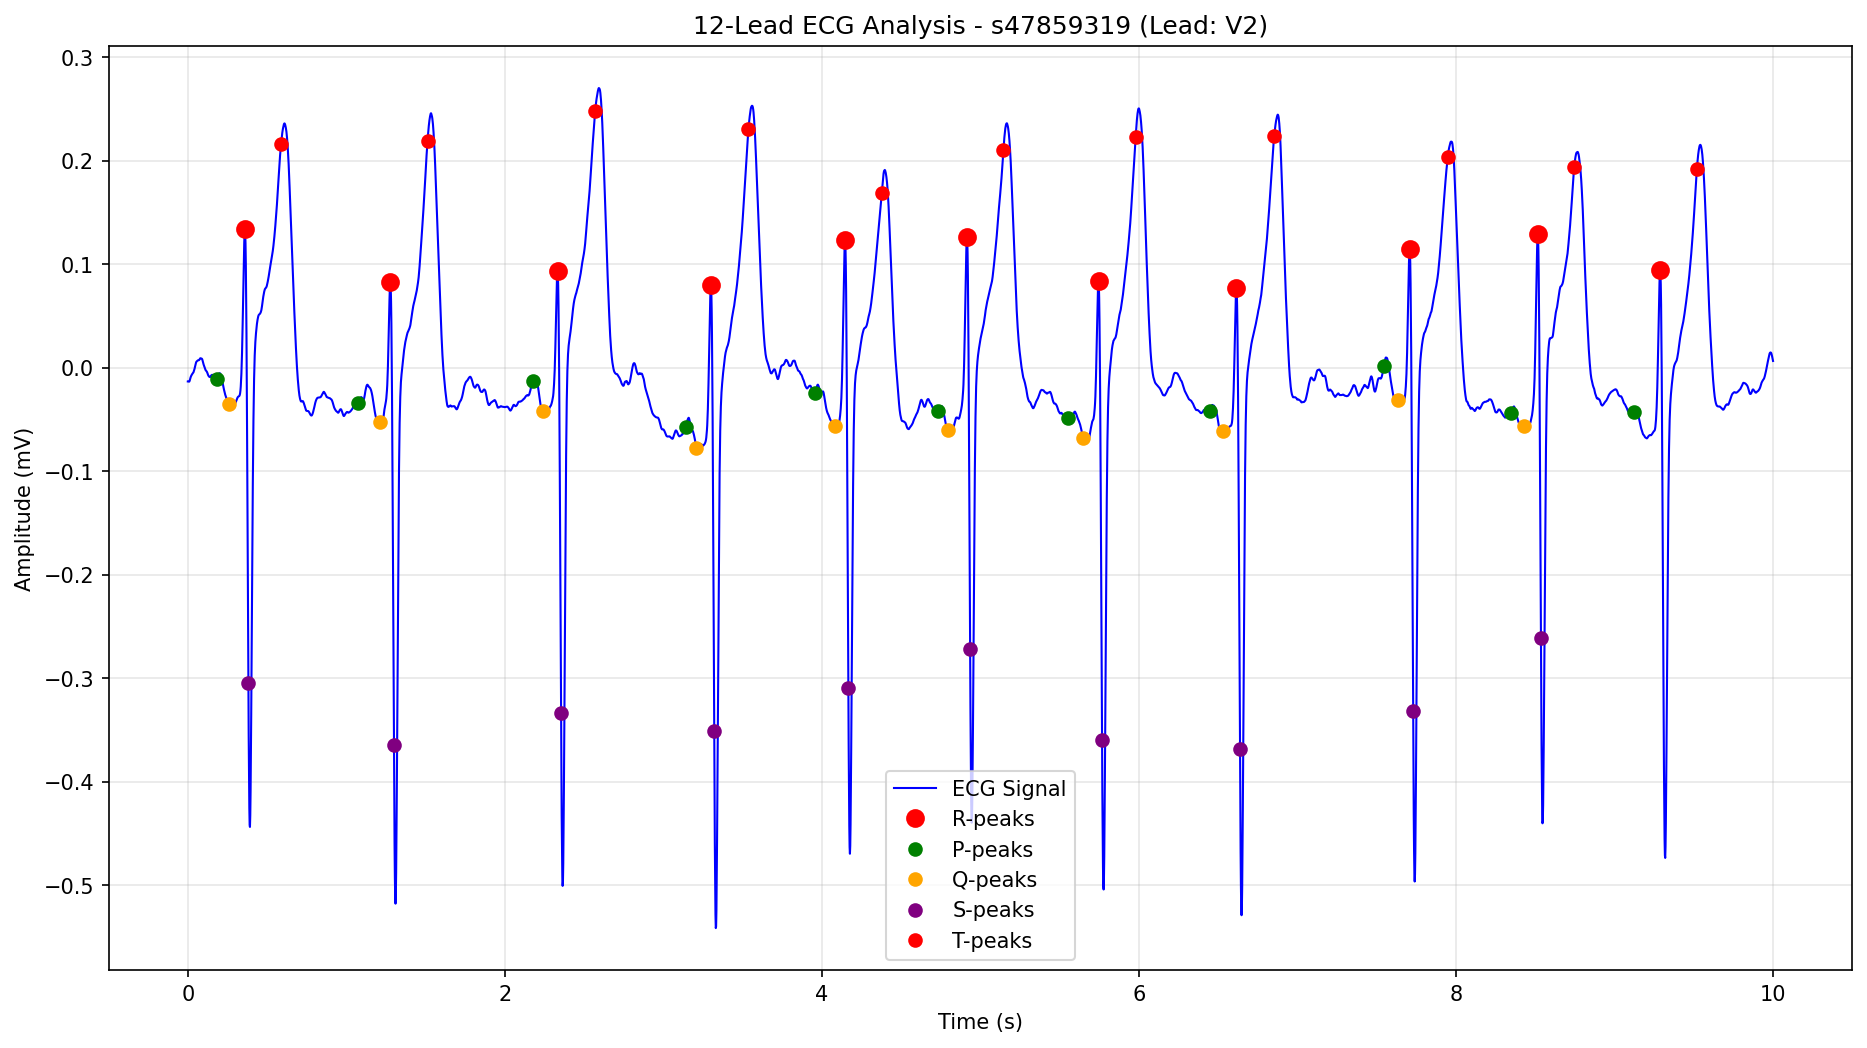 12-Lead ECG Analysis - s47859319 (Lead: V2)
Amplitude (mV)
0.3
0.2
0.1
0.0
−0.1
−0.2
−0.3
−0.4
−0.5
ECG Signal
R-peaks
P-peaks
Q-peaks
S-peaks
T-peaks
0 2 4 6 8 10
Time (s)